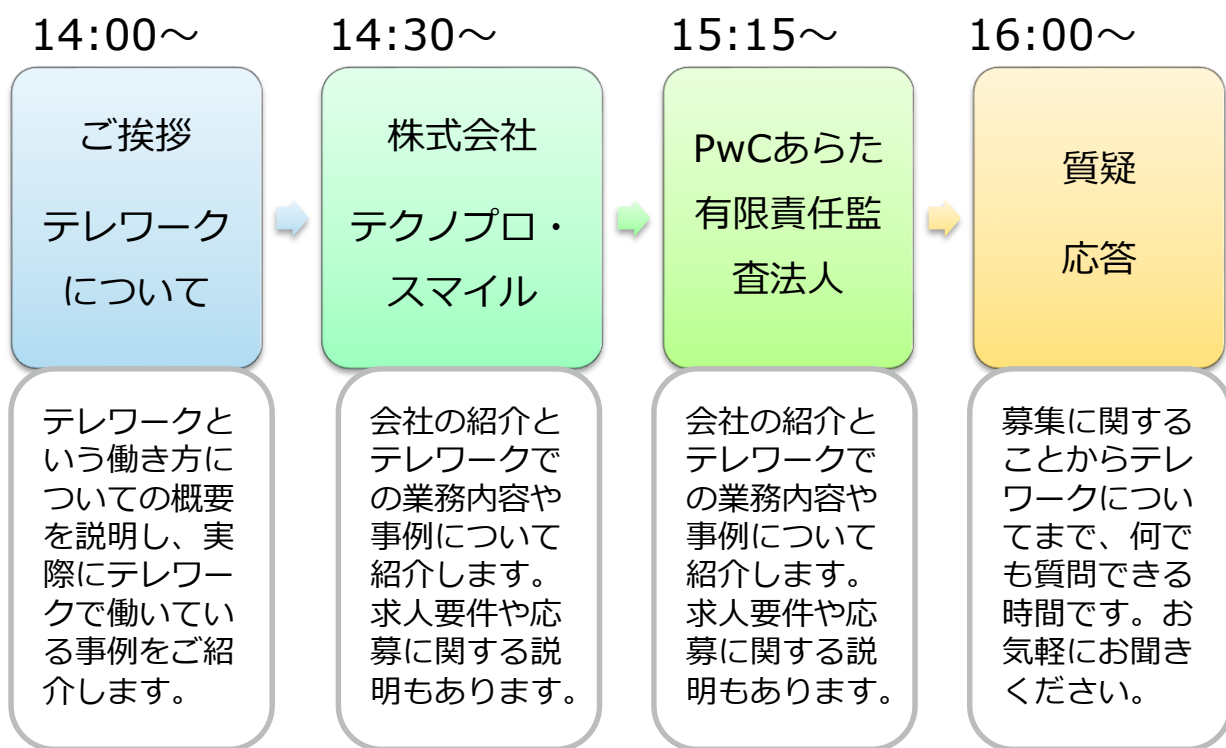 14:00～
14:30～
15:15～
16:00～
ご挨拶
テレワーク
について
株式会社
テクノプロ・
スマイル
PwCあらた
有限責任監
査法人
質疑
応答
テレワークと
いう働き方に
ついての概要
を説明し、実
際にテレワー
クで働いてい
る事例をご紹
介します。
会社の紹介と
テレワークで
の業務内容や
事例について
紹介します。
求人要件や応
募に関する説
明もあります。
会社の紹介と
テレワークで
の業務内容や
事例について
紹介します。
求人要件や応
募に関する説
明もあります。
募集に関する
ことからテレ
ワークについ
てまで、何で
も質問できる
時間です。お
気軽にお聞き
ください。